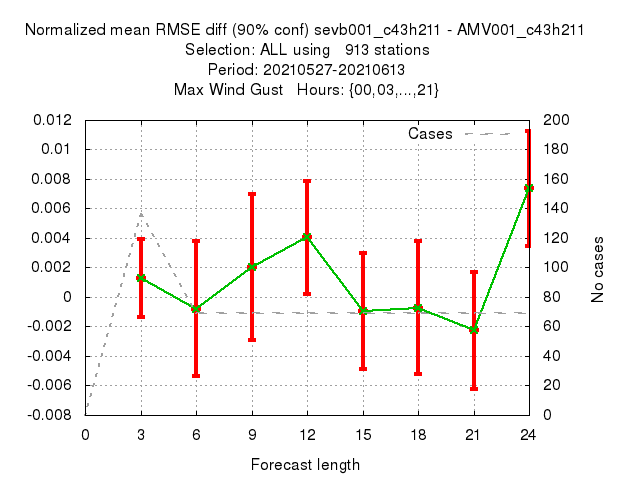 Normalized mean RMSE diff (90% conf) sevb001_c43h211 - AMV001_c43h211
Selection: ALL using   913 stations
Period: 20210527-20210613
Max Wind Gust   Hours: {00,03,...,21}
Cases
0.012
0.01
0.008
0.006
0.004
0.002
0
-0.002
-0.004
-0.006
-0.008
200
180
160
140
120
100
80
60
40
20
0
No cases
0 3 6 9 12 15 18 21 24
Forecast length